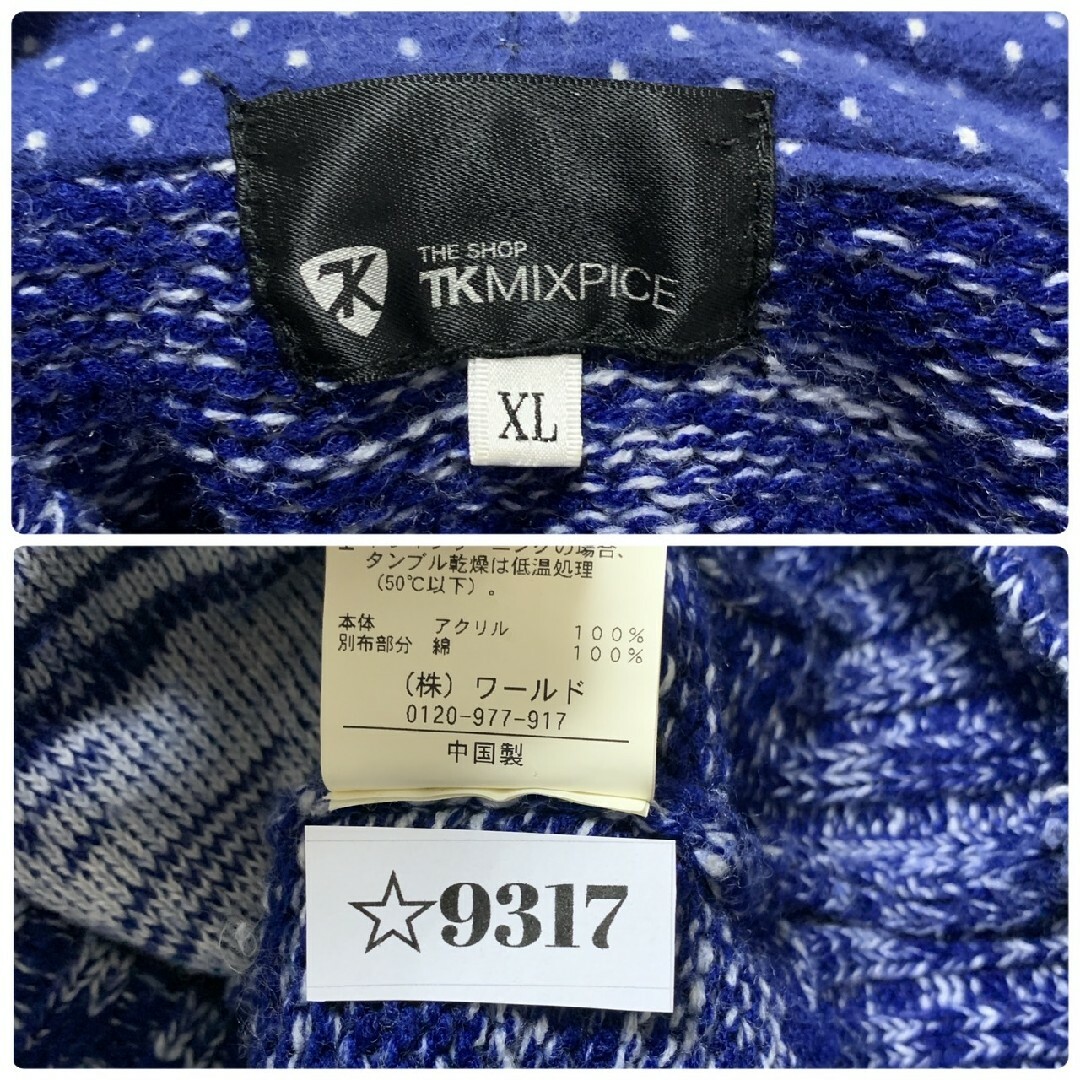 THE SHOP
TKMIXPICE
XL
タンブル乾燥は低温処理
(50℃以下)。
本体 アクリル 100%
別布部分 綿 100%
(株)ワールド
0120-977-917
中国製
☆9317